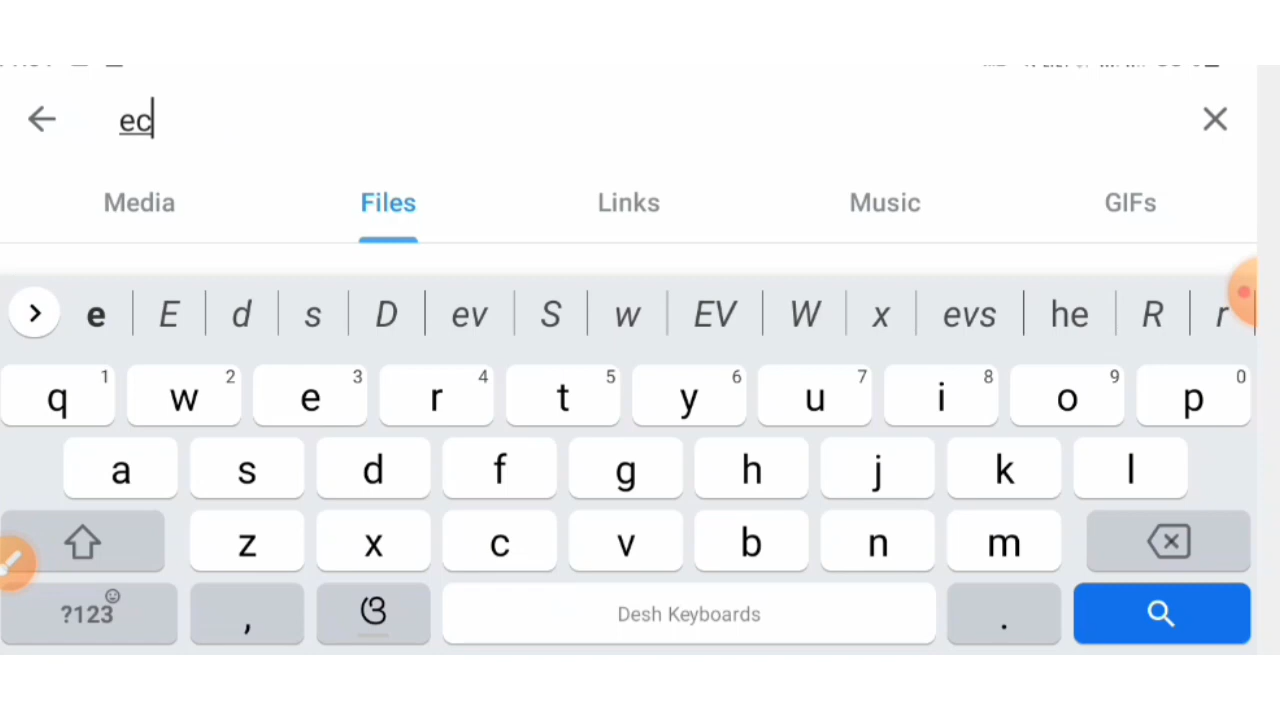 ec
Media Files Links Music GIFs
e E d s D ev S w EV W x evs he R r
1 2 3 4 5 6 7 8 9 0
q w e r t y u i o p
a s d f g h j k l
z x c v b n m
?123 , ଓ Desh Keyboards .